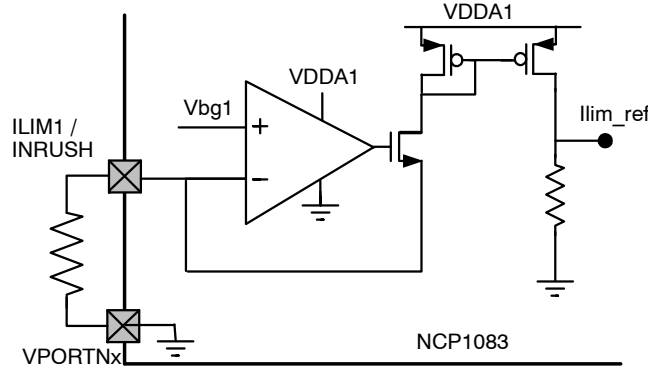 VDDA1
VDDA1
Vbg1
Ilim_ref
ILIM1 /
INRUSH
+
−
VPORTNx
NCP1083